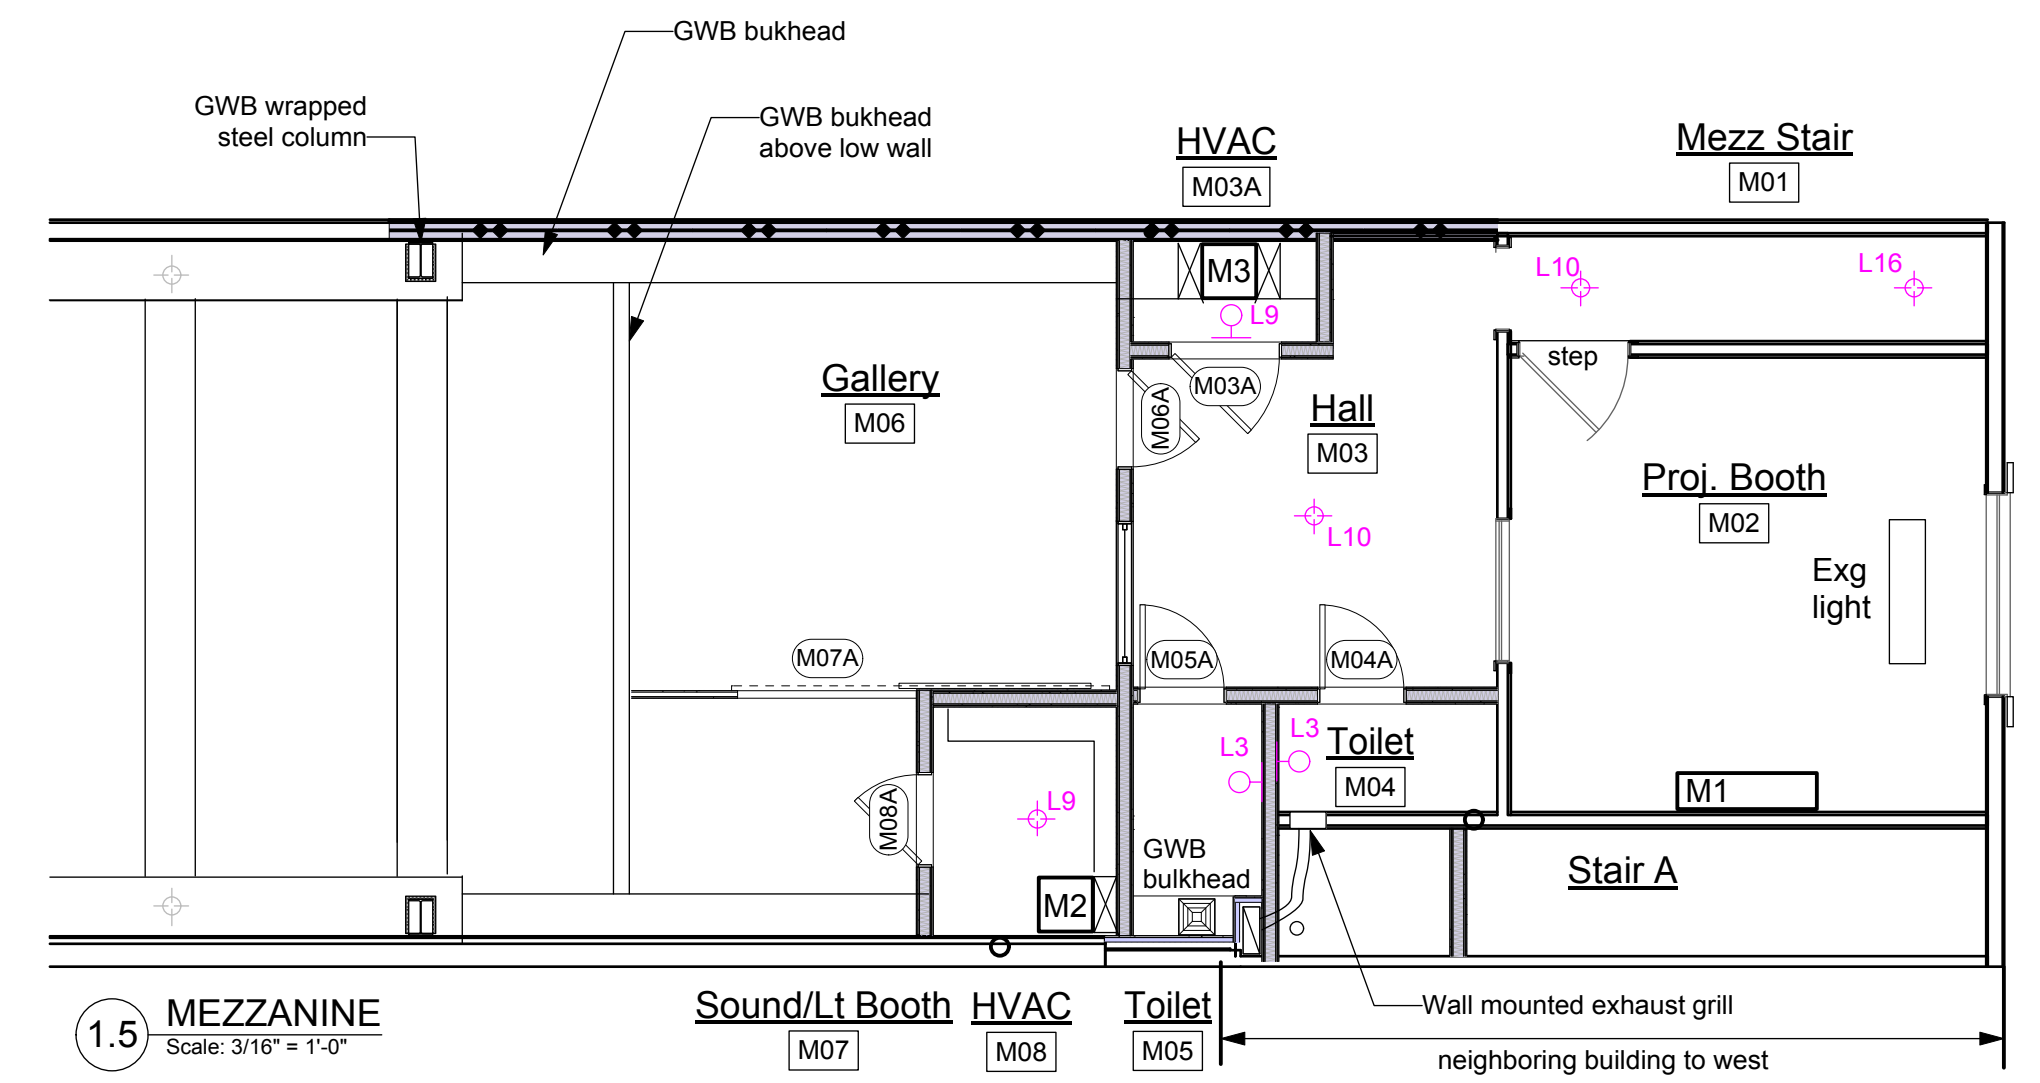 GWB bukhead
GWB wrapped
steel column
GWB bukhead
above low wall
HVAC
M03A
Mezz Stair
M01
M3
L9
L10
L16
step
Gallery
M06
M06A
M03A
Hall
M03
L10
Proj. Booth
M02
Exg
light
M07A
M05A
M04A
L3
L3
Toilet
M04
M1
M08A
L9
GWB
bulkhead
Stair A
M2
1.5
MEZZANINE
Scale: 3/16" = 1'-0"
Sound/Lt Booth
M07
HVAC
M08
Toilet
M05
Wall mounted exhaust grill
neighboring building to west